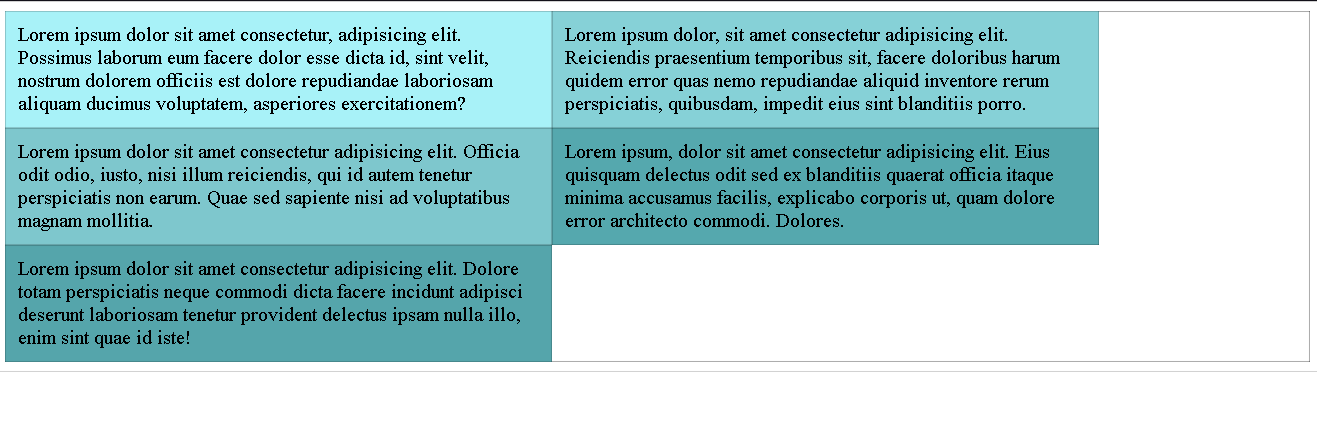 Lorem ipsum dolor sit amet consectetur, adipisicing elit.
Possimus laborum eum facere dolor esse dicta id, sint velit,
nostrum dolorem officiis est dolore repudiandae laboriosam
aliquam ducimus voluptatem, asperiores exercitationem?
Lorem ipsum dolor, sit amet consectetur adipisicing elit.
Reiciendis praesentium temporibus sit, facere doloribus harum
quidem error quas nemo repudiandae aliquid inventore rerum
perspiciatis, quibusdam, impedit eius sint blanditiis porro.
Lorem ipsum dolor sit amet consectetur adipisicing elit. Officia
odit odio, iusto, nisi illum reiciendis, qui id autem tenetur
perspiciatis non earum. Quae sed sapiente nisi ad voluptatibus
magnam mollitia.
Lorem ipsum, dolor sit amet consectetur adipisicing elit. Eius
quisquam delectus odit sed ex blanditiis quaerat officia itaque
minima accusamus facilis, explicabo corporis ut, quam dolore
error architecto commodi. Dolores.
Lorem ipsum dolor sit amet consectetur adipisicing elit. Dolore
totam perspiciatis neque commodi dicta facere incidunt adipisci
deserunt laboriosam tenetur provident delectus ipsam nulla illo,
enim sint quae id iste!